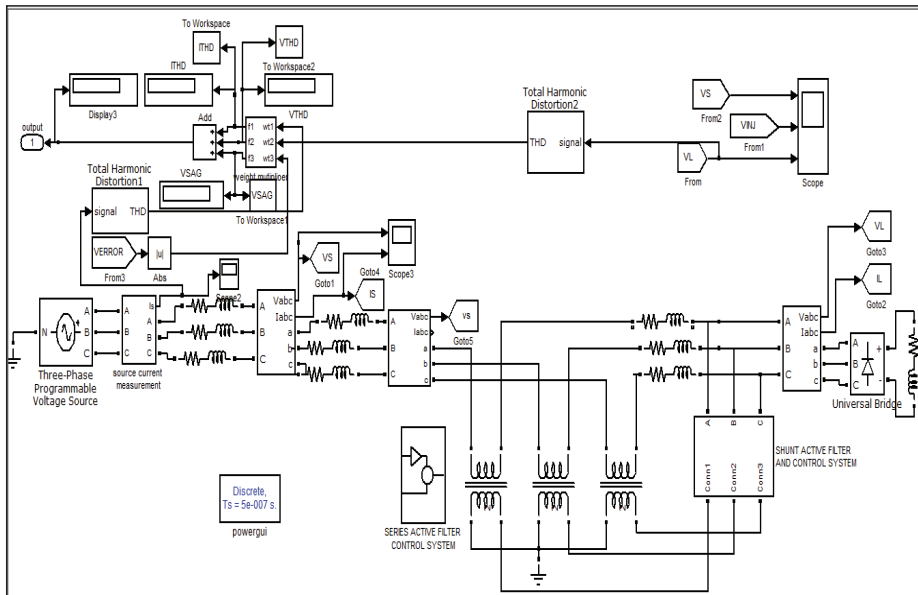 To Workspace
ITHD
VTHD
ITHD
To Workspace2
VTHD
Display3
Add
output
1
f1 wt1
f2 wt2
f3 wt3
weight mutipliner
VSAG
VSAG
To Workspace1
Total Harmonic
Distortion1
signal THD
VERROR
From3
|u|
Abs
Total Harmonic
Distortion2
THD signal
VS
From2
VINJ
From1
VL
From
Scope
Scope2
VS
Goto1
Goto4
IS
Scope3
Vabc
Iabc
A a
B b
C c
Vabc
Iabc
A a
B b
C c
vs
Goto5
N
A
B
C
Three-Phase
Programmable
Voltage Source
Is
A A
B B
C C
source current
measurement
VL
Goto3
IL
Goto2
Vabc
Iabc
A a
B b
C c
A
B
C
+
-
Universal Bridge
A B C
Conn1 Conn2 Conn3
SHUNT ACTIVE FILTER
AND CONTROL SYSTEM
SERIES ACTIVE FILTER
CONTROL SYSTEM
Discrete,
Ts = 5e-007 s.
powergui